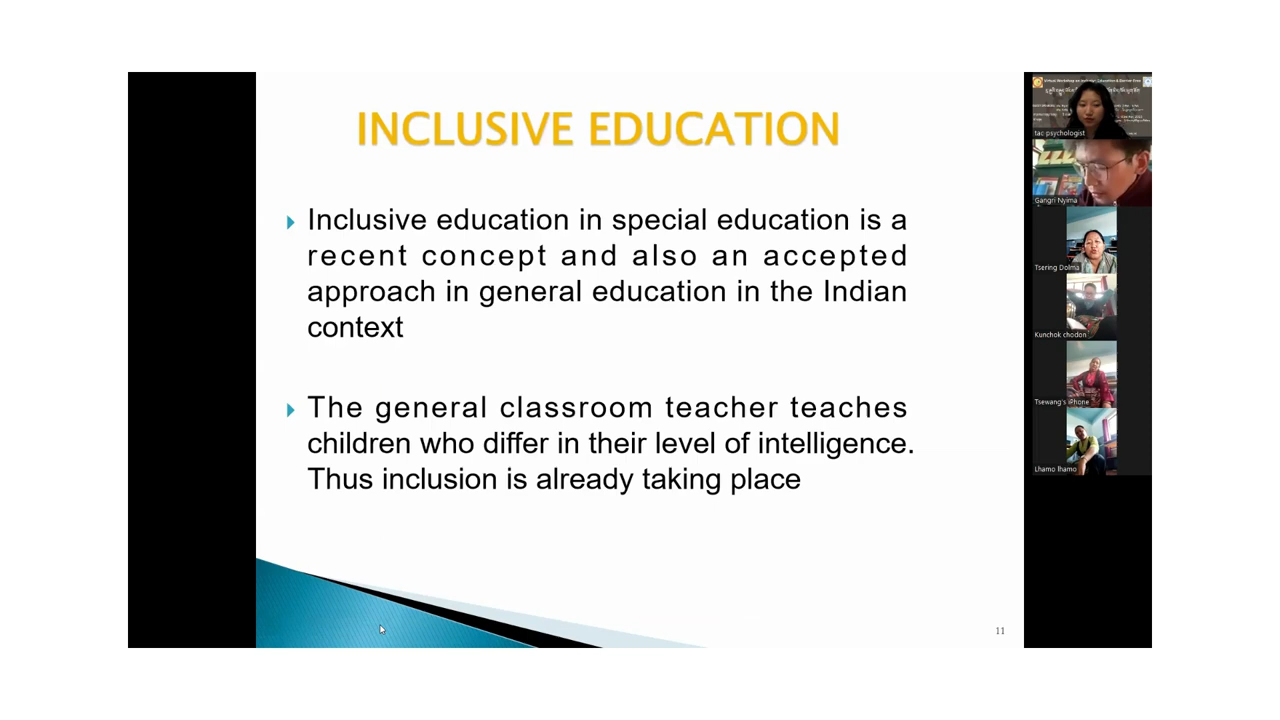 INCLUSIVE EDUCATION
Inclusive education in special education is a
recent concept and also an accepted
approach in general education in the Indian
context
The general classroom teacher teaches
children who differ in their level of intelligence.
Thus inclusion is already taking place
11
tac psychologist
Gangri Nyima
Tsering Dolma
Kunchok chodon
Tsewang's iPhone
Lhamo lhamo